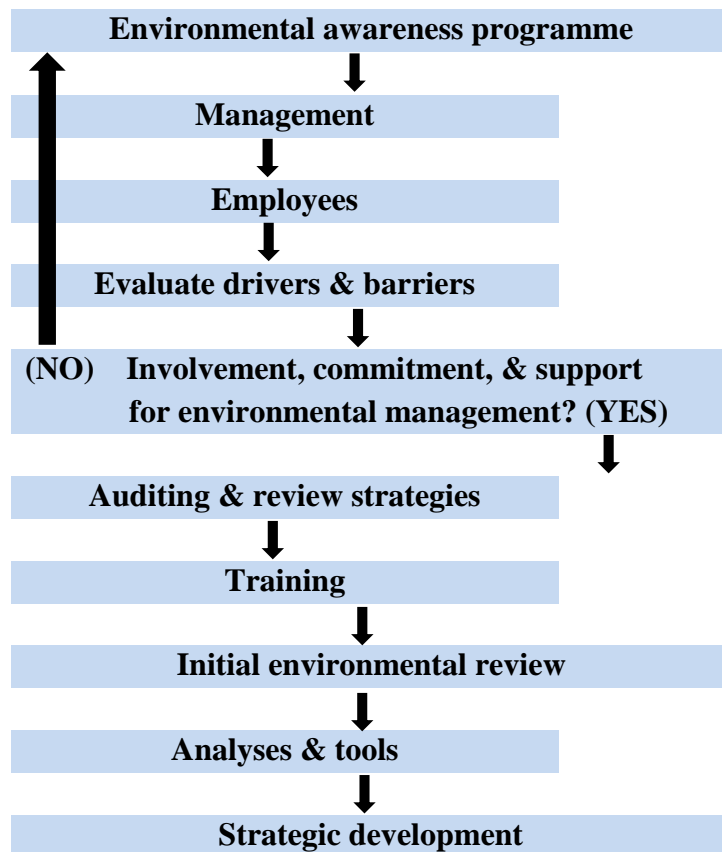 Environmental awareness programme
Management
Employees
Evaluate drivers & barriers
(NO) Involvement, commitment, & support
for environmental management? (YES)
Auditing & review strategies
Training
Initial environmental review
Analyses & tools
Strategic development